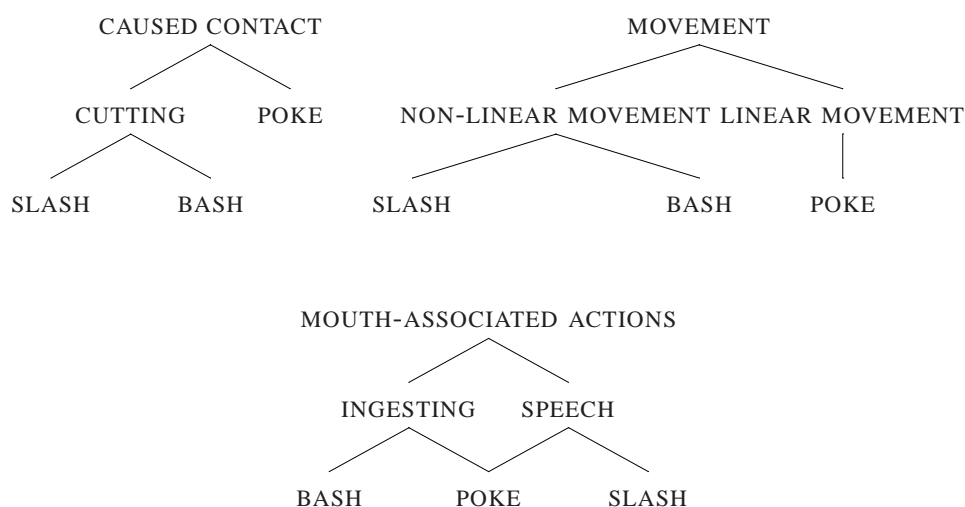 CAUSED CONTACT MOVEMENT
CUTTING POKE NON-LINEAR MOVEMENT LINEAR MOVEMENT
SLASH BASH SLASH BASH POKE
MOUTH-ASSOCIATED ACTIONS
INGESTING SPEECH
BASH POKE SLASH